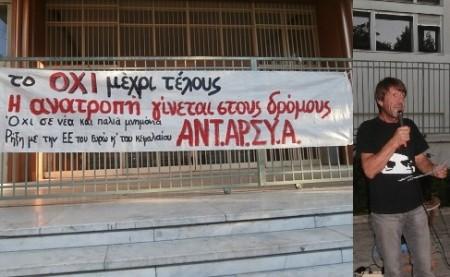 το ΟΧΙ μέχρι τέλους
Η ανατροπή γίνεται στους δρόμους
Όχι σε νέα και παλιά μνημόνια
Ρήξη με την ΕΕ του ευρώ κ' του κεφαλαίου
ΑΝΤ.ΑΡ.ΣΥ.Α.